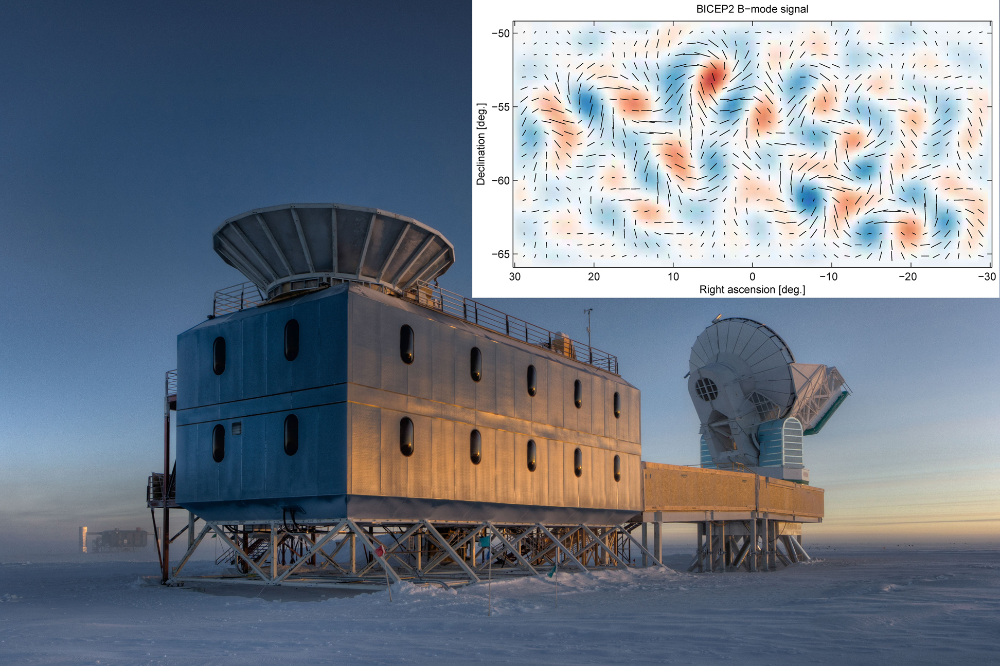 BICEP2 B−mode signal
−50
−55
−60
−65
Declination [deg.]
30 20 10 0 −10 −20 −30
Right ascension [deg.]